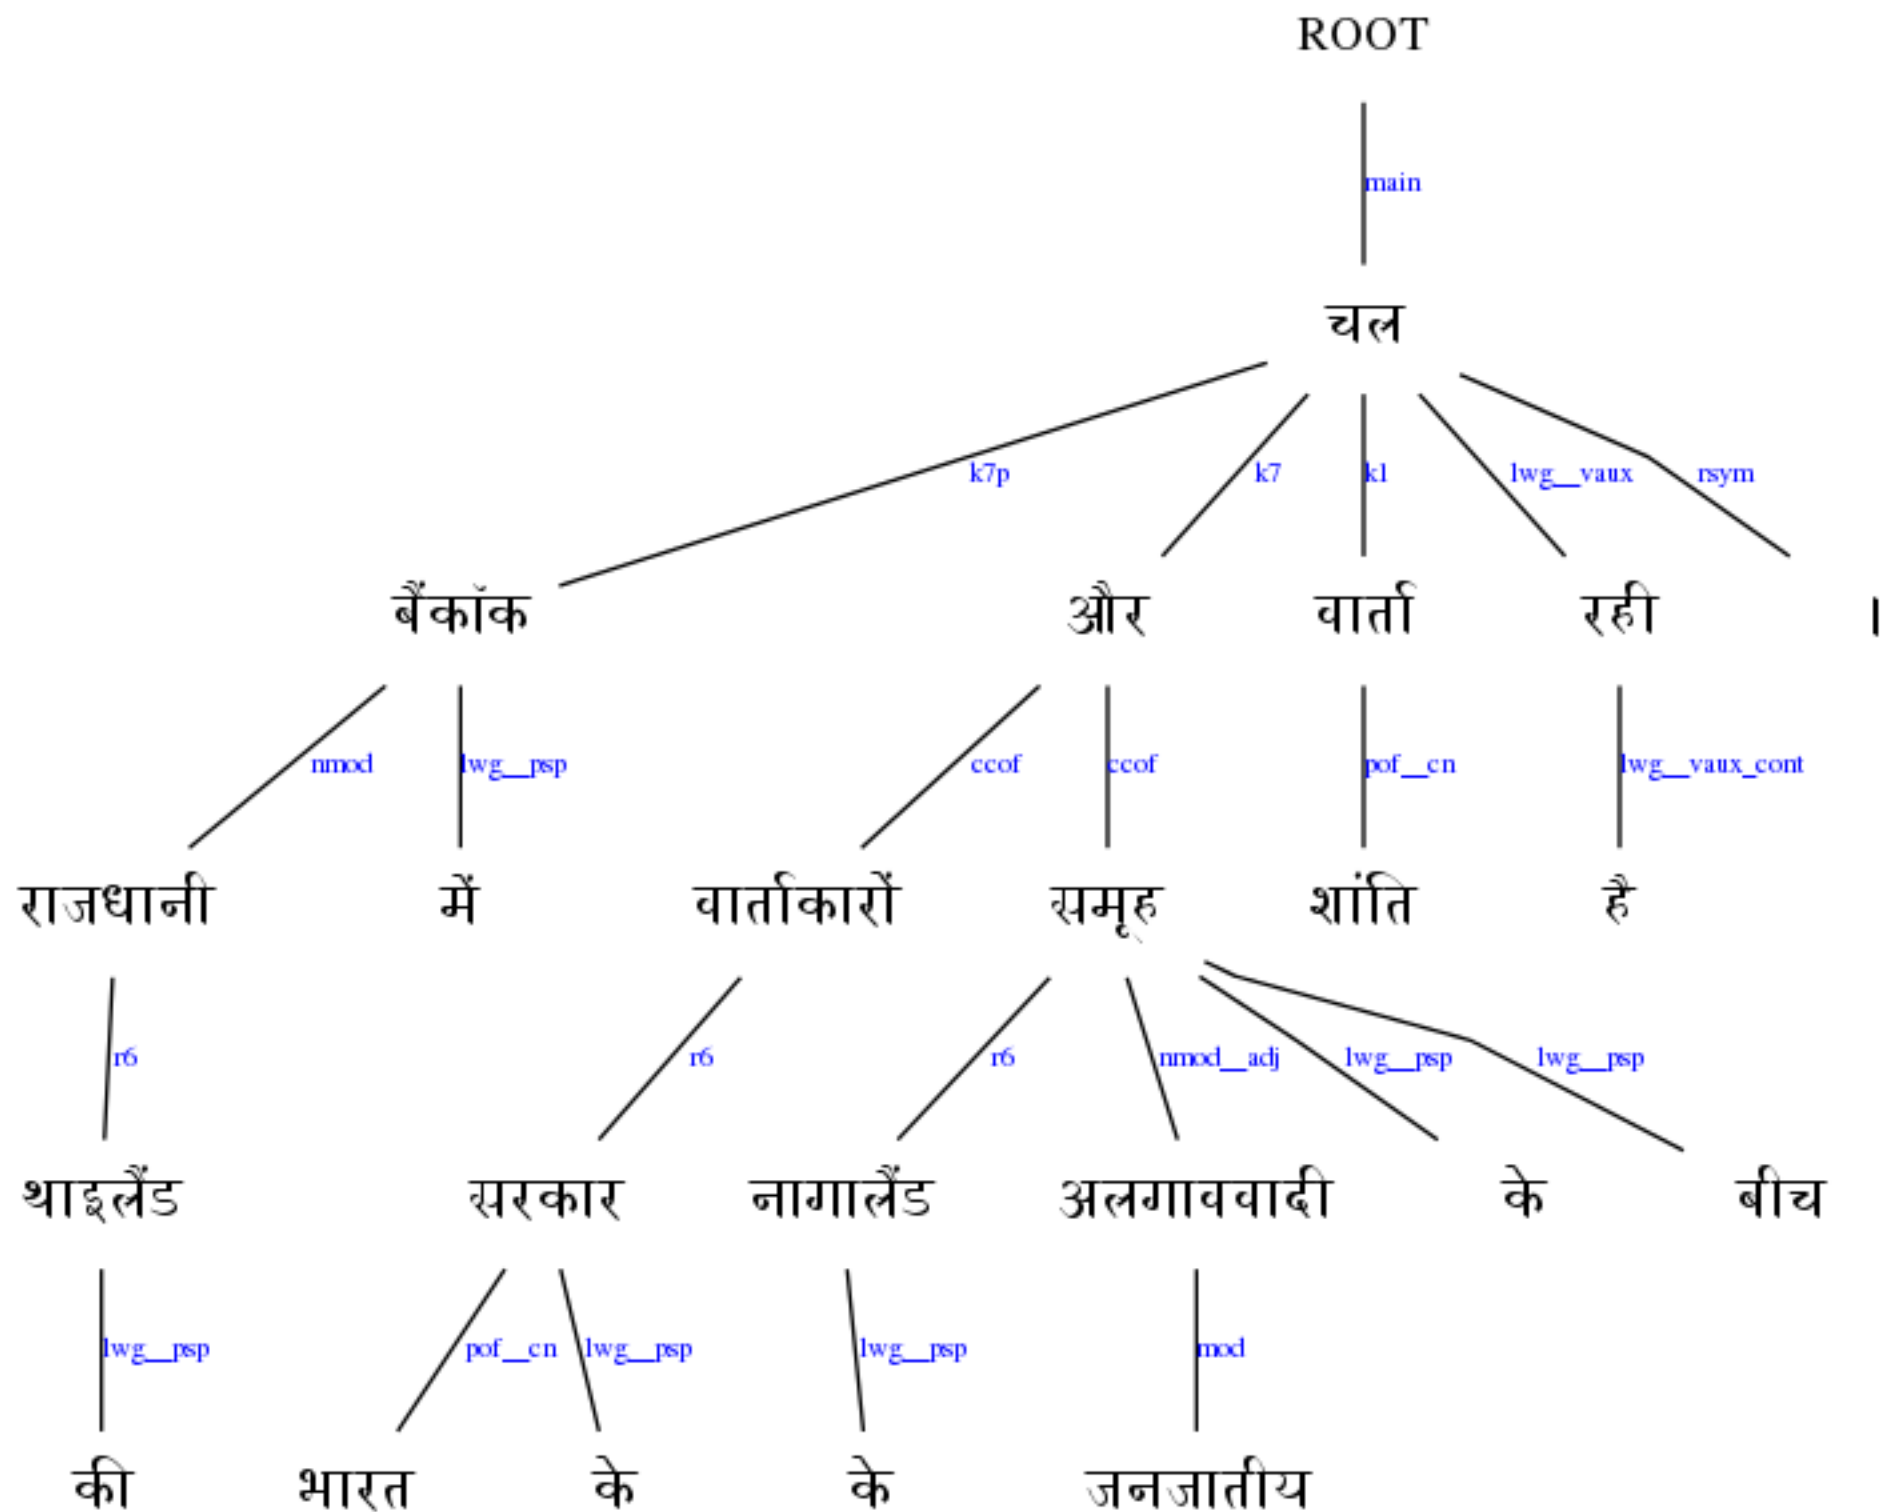 ROOT
main
चल
k7p k7 k1 lwg__vaux rsym
बैंकॉक और वार्ता रही ।
nmod lwg__psp ccof ccof pof__cn lwg__vaux_cont
राजधानी में वार्ताकारों समूह शांति है
r6 r6 r6 nmod__adj lwg__psp lwg__psp
थाइलैंड सरकार नागालैंड अलगाववादी के बीच
lwg__psp pof__cn lwg__psp lwg__psp mod
की भारत के के जनजातीय